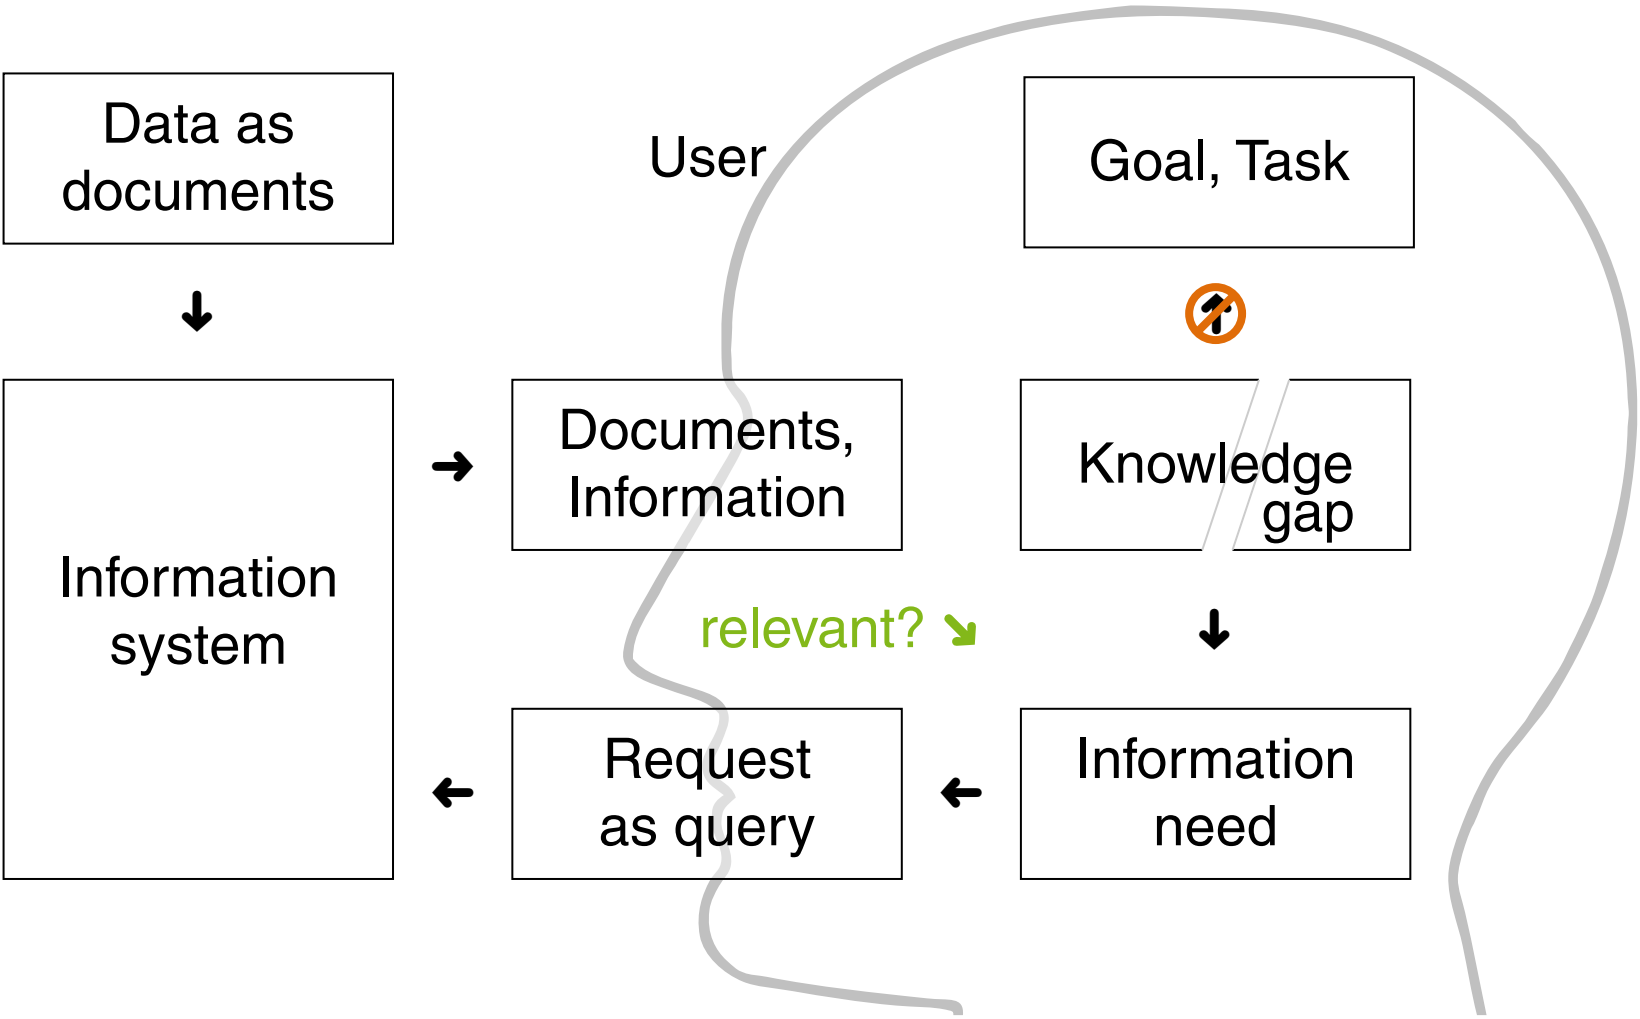 Data as
documents
User
Goal, Task
Documents,
Information
Knowledge
gap
Information
system
relevant?
Request
as query
Information
need